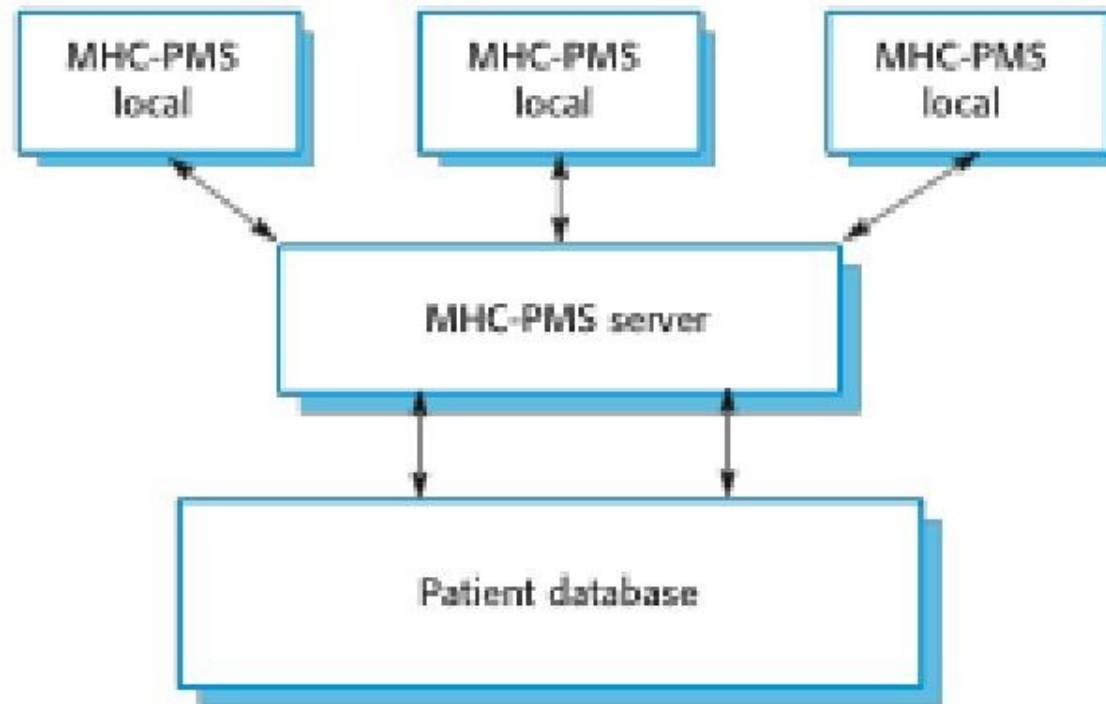 MHC-PMS
local
MHC-PMS
local
MHC-PMS
local
MHC-PMS server
Patient database